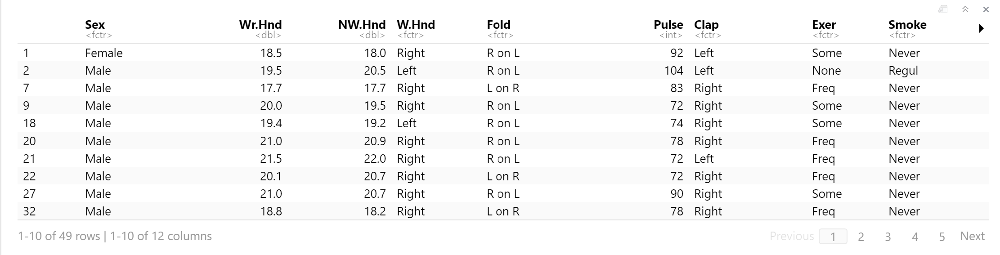 Sex Wr.Hnd NW.Hnd W.Hnd Fold Pulse Clap Exer Smoke
<fctr> <dbl> <dbl> <fctr> <fctr> <int> <fctr> <fctr> <fctr>
1 Female 18.5 18.0 Right R on L 92 Left Some Never
2 Male 19.5 20.5 Left R on L 104 Left None Regul
7 Male 17.7 17.7 Right L on R 83 Right Freq Never
9 Male 20.0 19.5 Right R on L 72 Right Some Never
18 Male 19.4 19.2 Left R on L 74 Right Some Never
20 Male 21.0 20.9 Right R on L 78 Right Freq Never
21 Male 21.5 22.0 Right R on L 72 Left Freq Never
22 Male 20.1 20.7 Right L on R 72 Right Freq Never
27 Male 21.0 20.7 Right R on L 90 Right Some Never
32 Male 18.8 18.2 Right L on R 78 Right Freq Never
1-10 of 49 rows | 1-10 of 12 columns Previous 1 2 3 4 5 Next